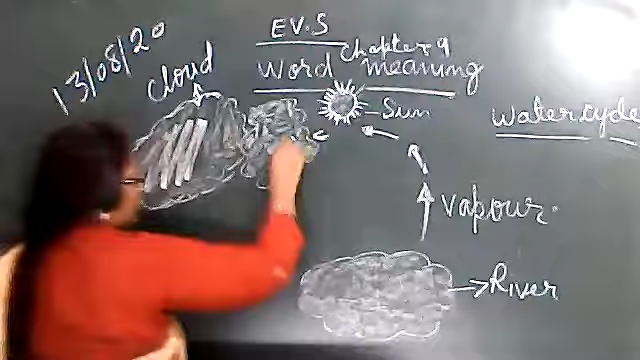 13/08/20
EV.S
Chapter 9
Word meaning
Cloud
Sun
Water cycle
Vapour
River